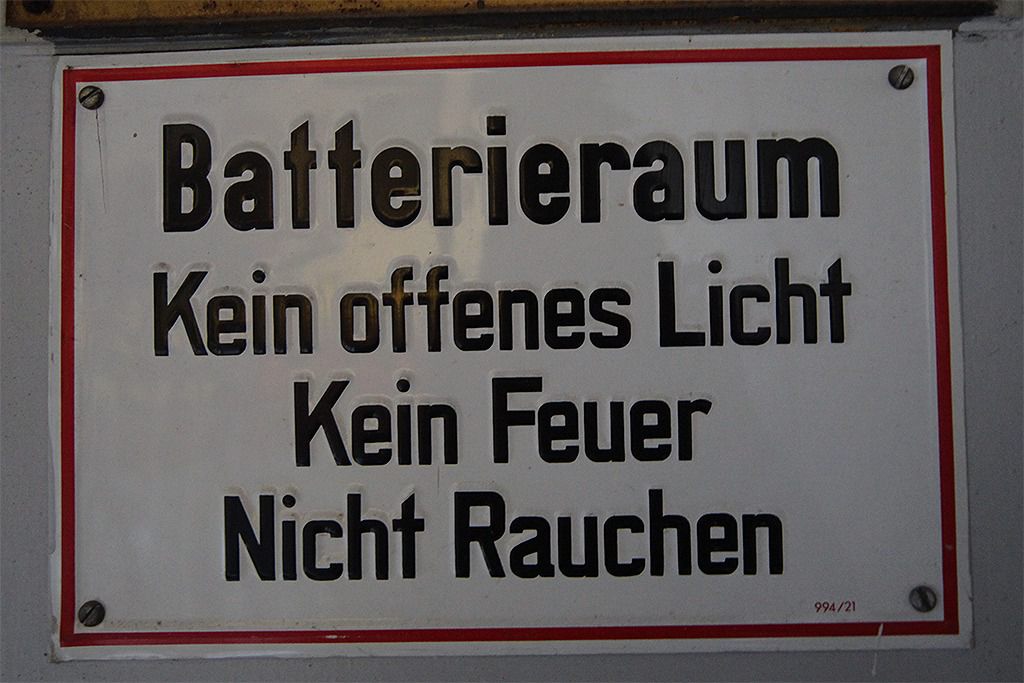 Batterieraum
Kein offenes Licht
Kein Feuer
Nicht Rauchen
994/21